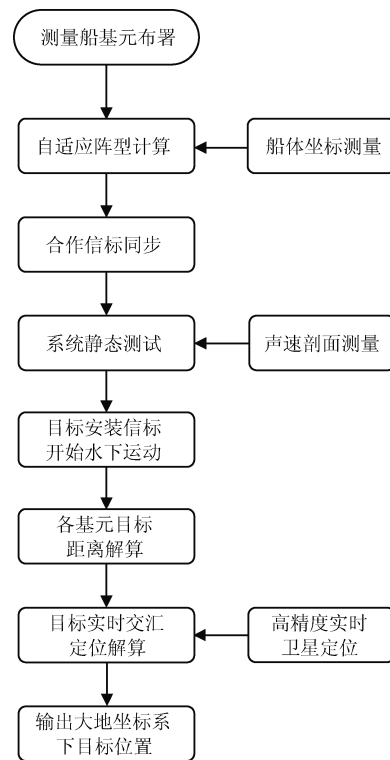 测量船基元布署
自适应阵型计算
船体坐标测量
合作信标同步
系统静态测试
声速剖面测量
目标安装信标
开始水下运动
各基元目标
距离解算
目标实时交汇
定位解算
高精度实时
卫星定位
输出大地坐标系
下目标位置